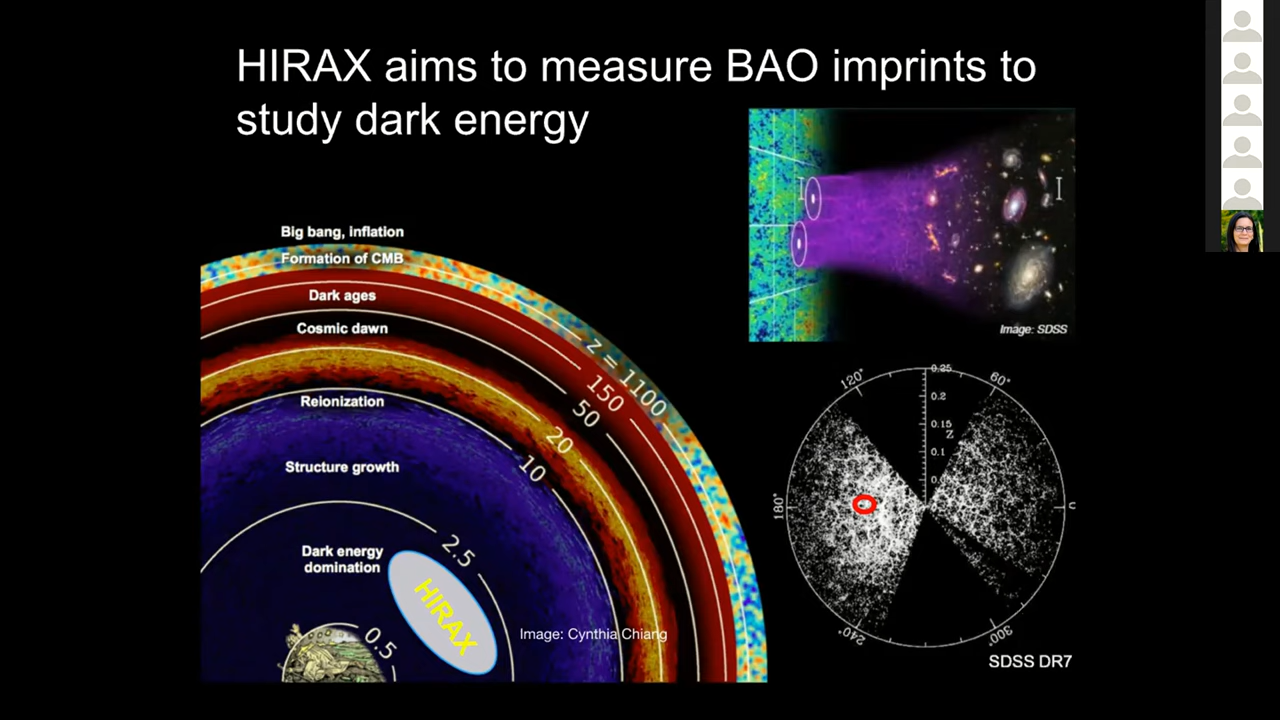 HIRAX aims to measure BAO imprints to
study dark energy
Image: SDSS
Big bang, inflation
Formation of CMB
Dark ages
Cosmic dawn
Reionization
Structure growth
Dark energy
domination
z = 1100
150
50
20
10
2.5
0.5
HIRAX
Image: Cynthia Chiang
0.25
0.2
0.15
z
0.1
120°
60°
180°
240°
300°
SDSS DR7